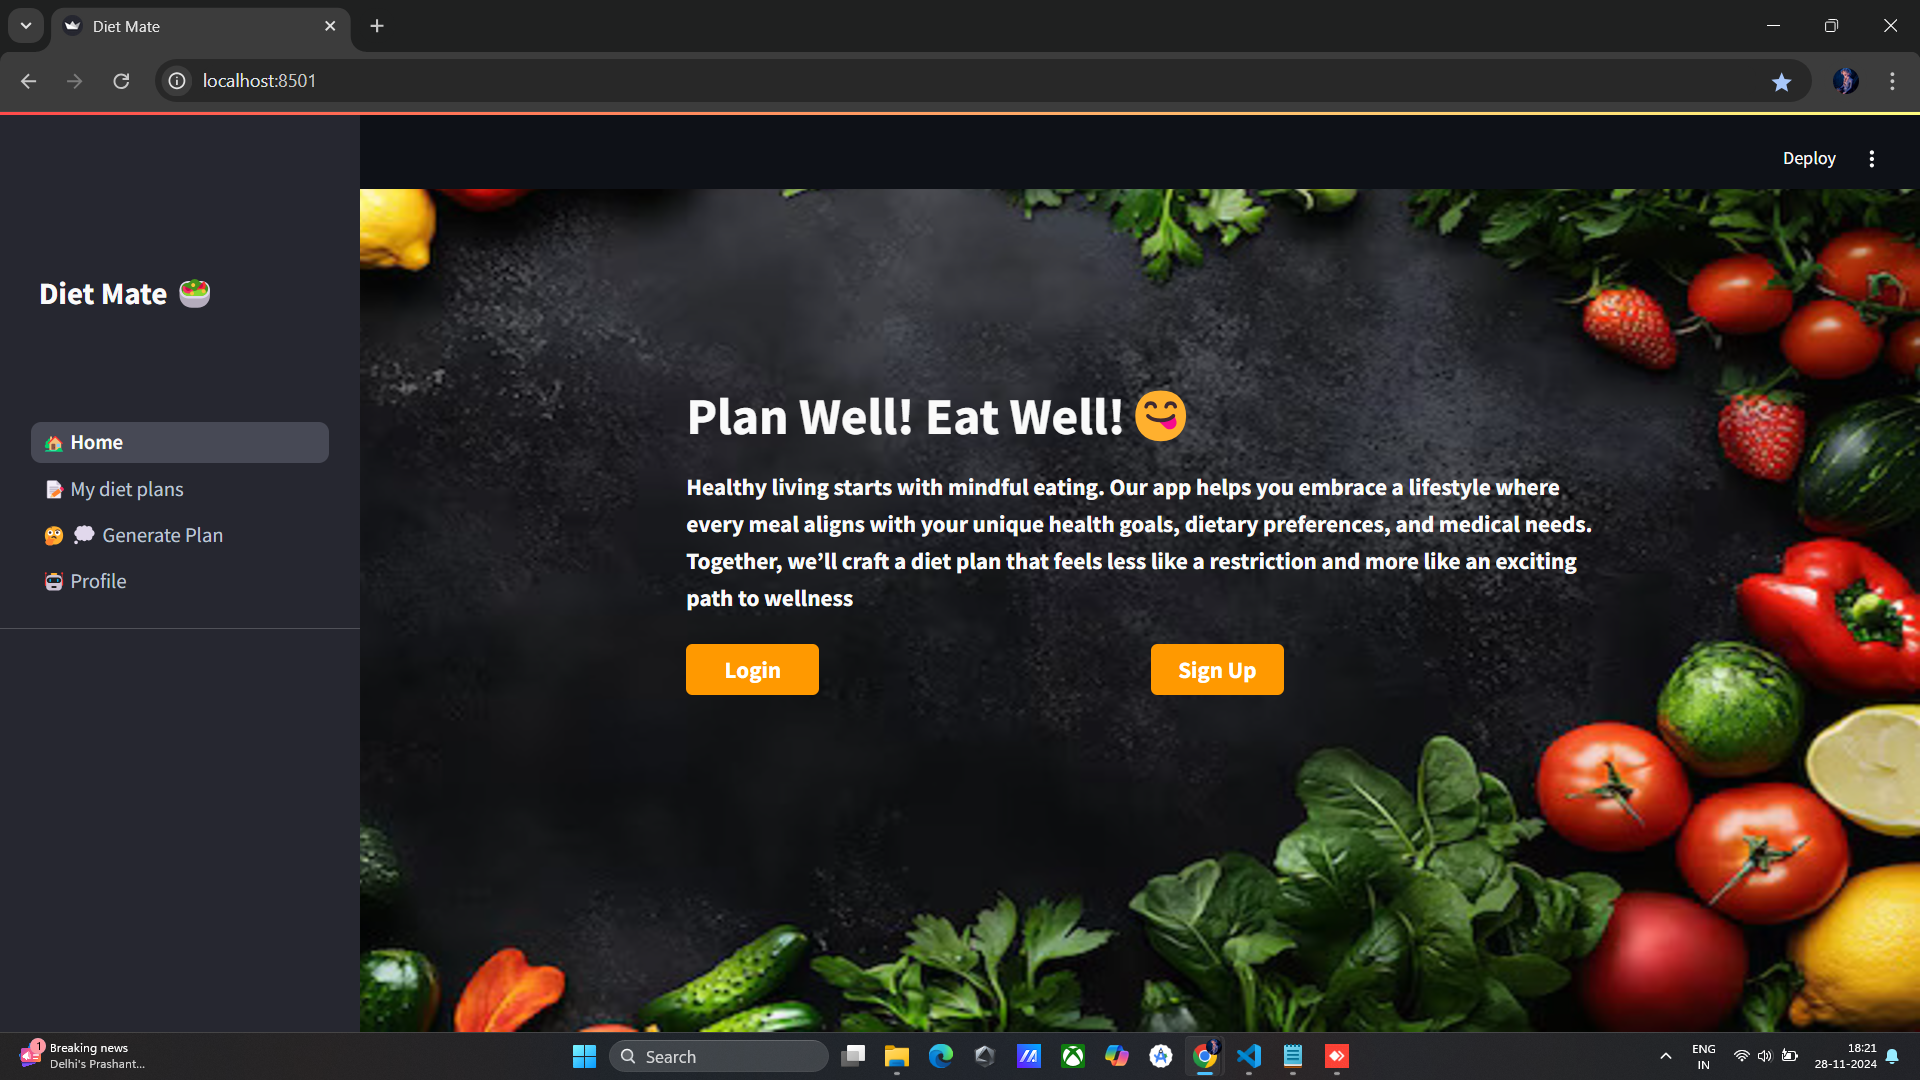 Diet Mate
localhost:8501
Deploy
Diet Mate
Home
My diet plans
Generate Plan
Profile
Plan Well! Eat Well!
Healthy living starts with mindful eating. Our app helps you embrace a lifestyle where
every meal aligns with your unique health goals, dietary preferences, and medical needs.
Together, we’ll craft a diet plan that feels less like a restriction and more like an exciting
path to wellness
Login
Sign Up
1
Breaking news
Delhi's Prashant...
Search
ENG
IN
18:21
28-11-2024